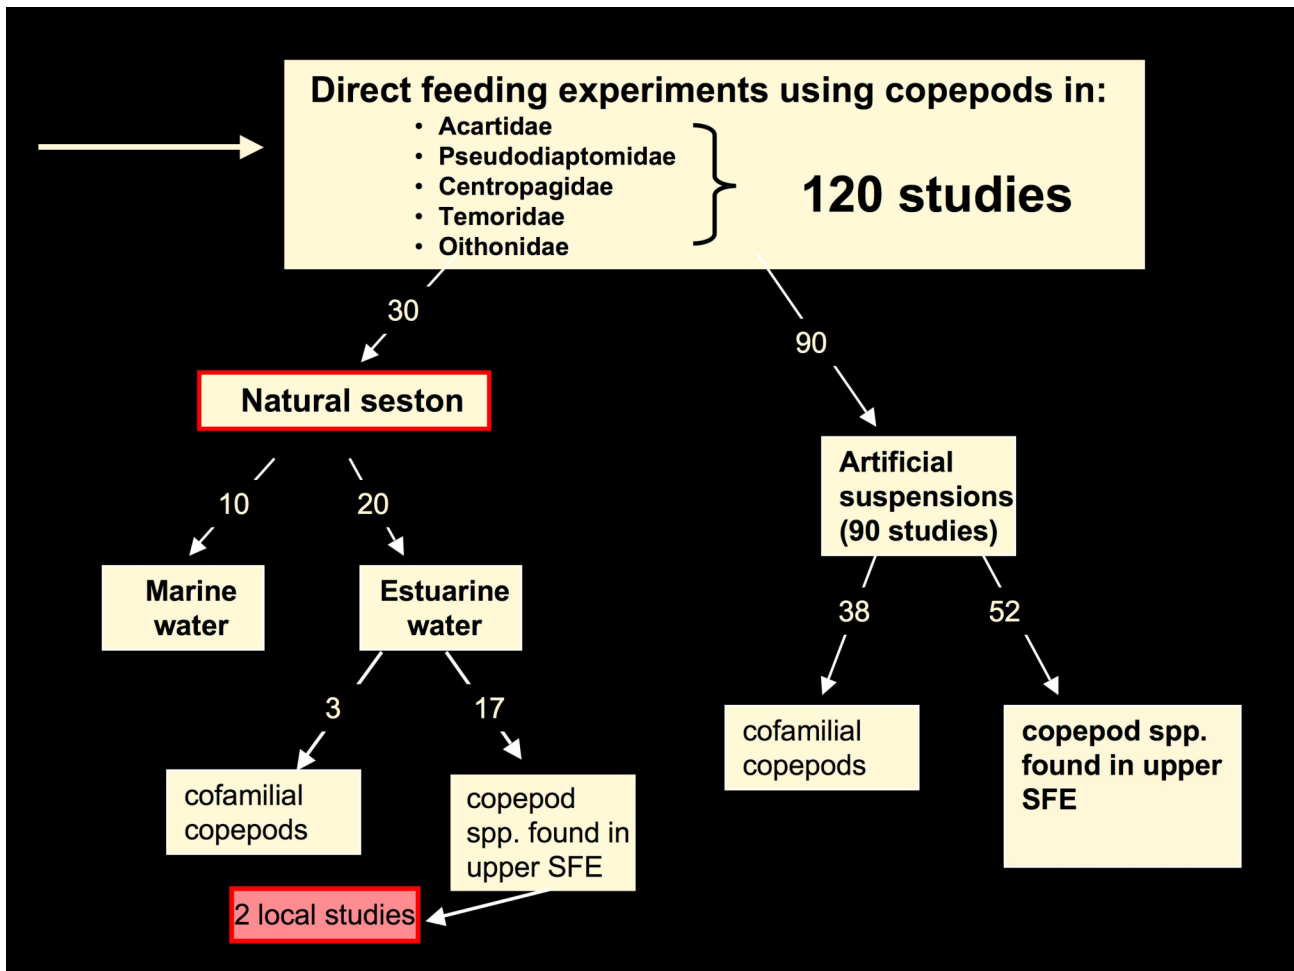 Direct feeding experiments using copepods in:
• Acartidae
• Pseudodiaptomidae
• Centropagidae
• Temoridae
• Oithonidae
120 studies
30
90
Natural seston
Artificial
suspensions
(90 studies)
10
20
Marine
water
Estuarine
water
38
52
3
17
cofamilial
copepods
copepod spp.
found in upper
SFE
cofamilial
copepods
copepod
spp. found in
upper SFE
2 local studies